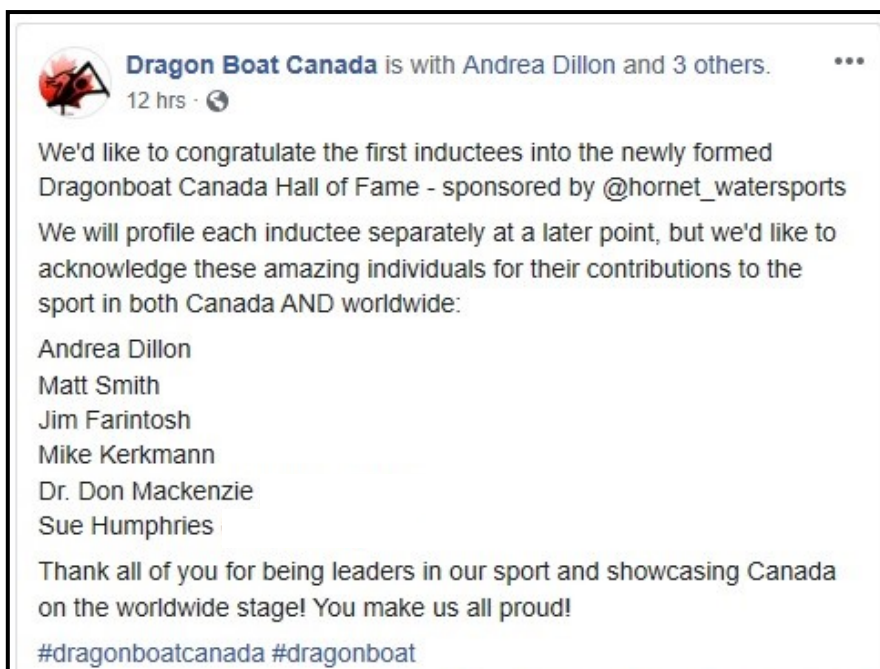 Dragon Boat Canada is with Andrea Dillon and 3 others.
12 hrs ·
We'd like to congratulate the first inductees into the newly formed
Dragonboat Canada Hall of Fame - sponsored by @hornet_watersports
We will profile each inductee separately at a later point, but we'd like to
acknowledge these amazing individuals for their contributions to the
sport in both Canada AND worldwide:
Andrea Dillon
Matt Smith
Jim Farintosh
Mike Kerkmann
Dr. Don Mackenzie
Sue Humphries
Thank all of you for being leaders in our sport and showcasing Canada
on the worldwide stage! You make us all proud!
#dragonboatcanada #dragonboat